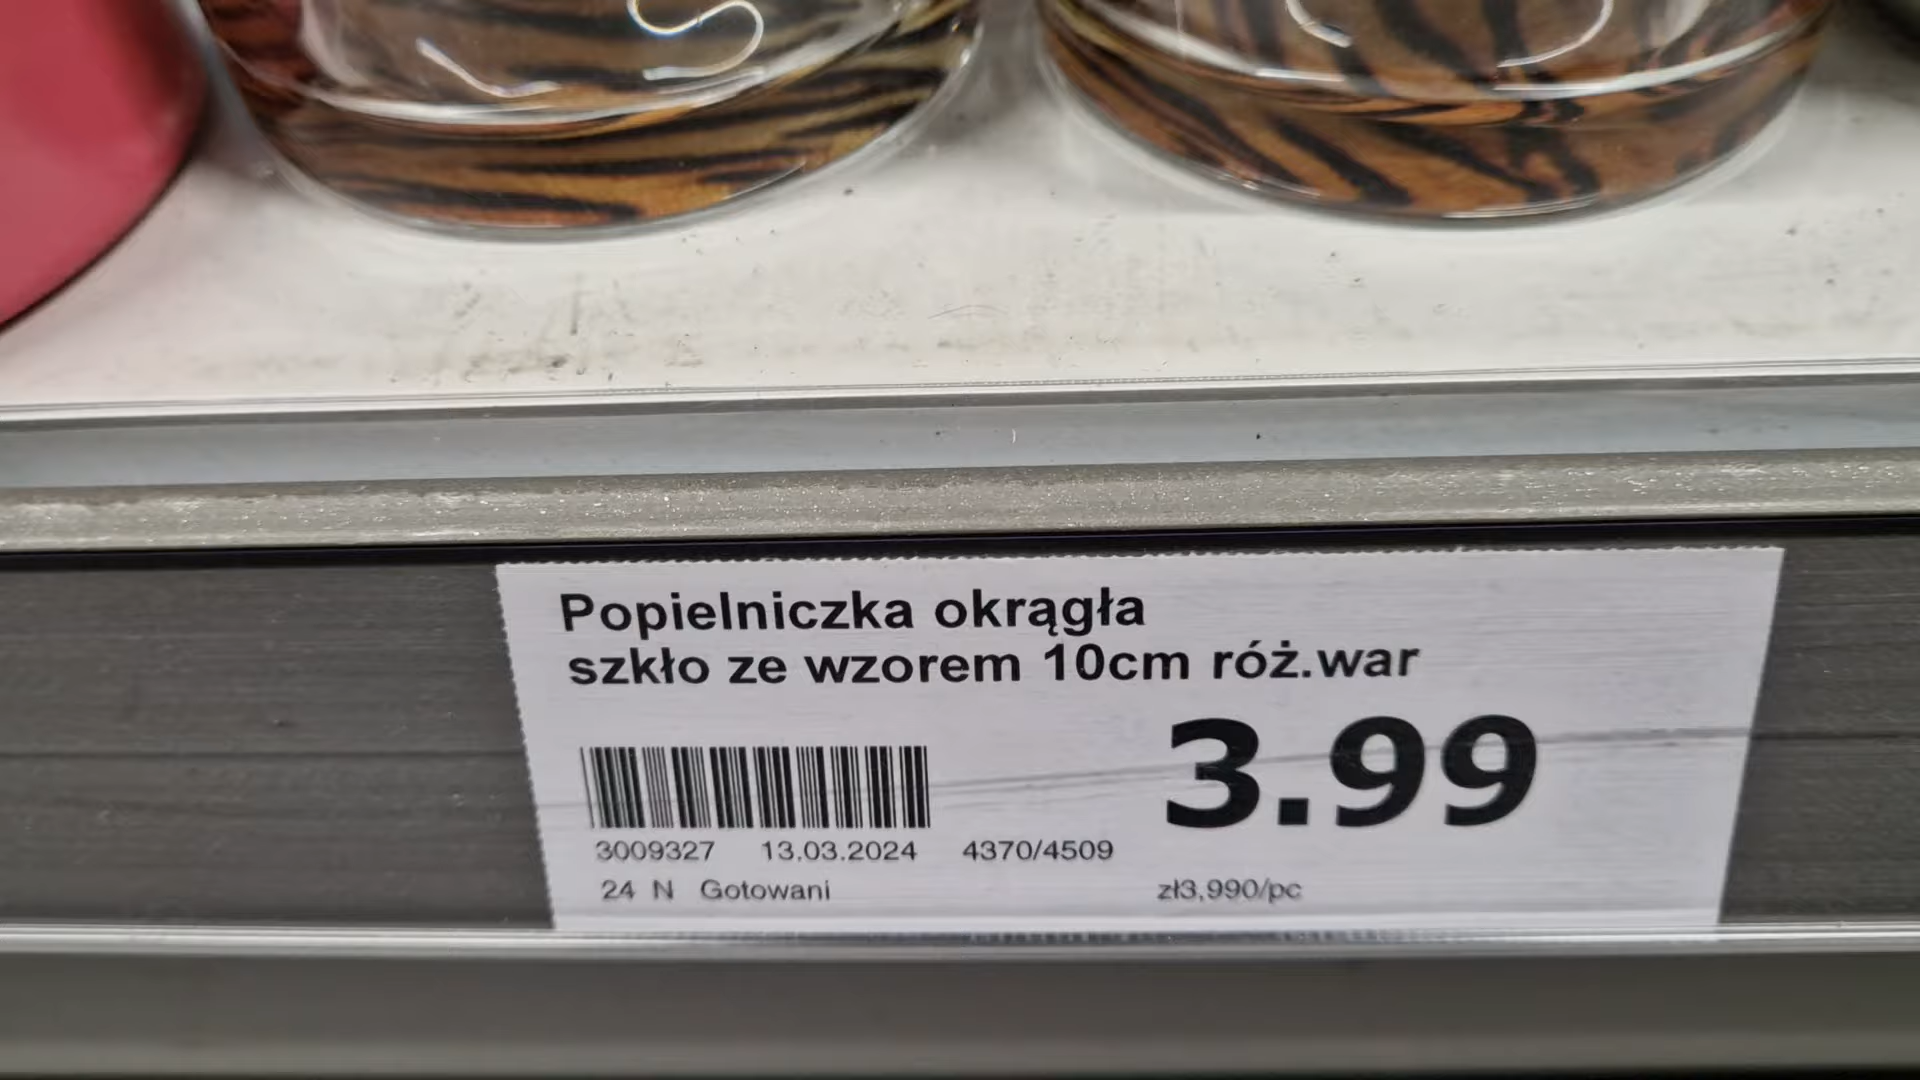 Popielniczka okrągła
szkło ze wzorem 10cm róż.war
3.99
3009327 13.03.2024 4370/4509
24 N Gotowani zł3,990/pc